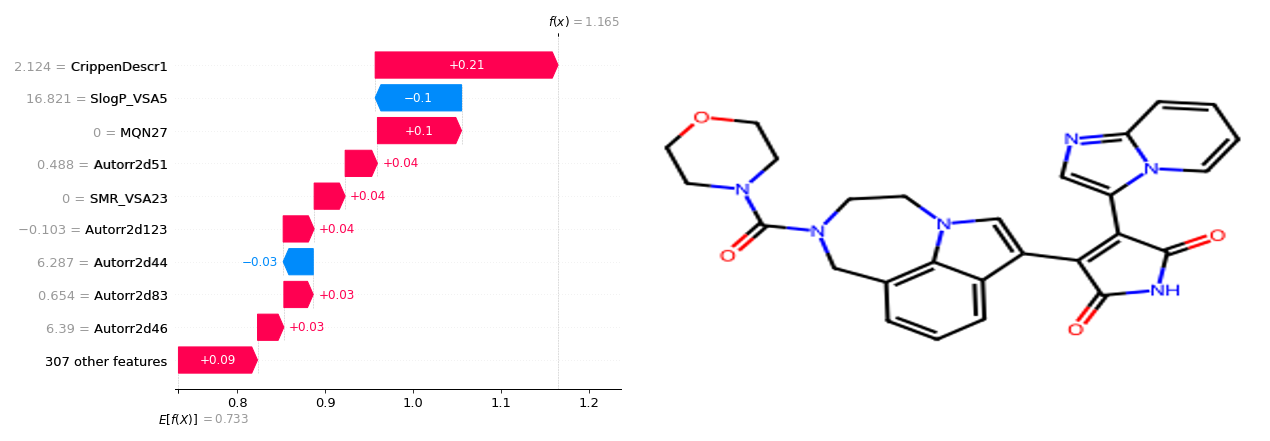 f(x) = 1.165
2.124 = CrippenDescr1 +0.21
16.821 = SlogP_VSA5 −0.1
0 = MQN27 +0.1
0.488 = Autorr2d51 +0.04
0 = SMR_VSA23 +0.04
−0.103 = Autorr2d123 +0.04
6.287 = Autorr2d44 −0.03
0.654 = Autorr2d83 +0.03
6.39 = Autorr2d46 +0.03
307 other features +0.09
0.8 0.9 1.0 1.1 1.2
E[f(X)] = 0.733
O
N
N
O
N
N
N
O
NH
O